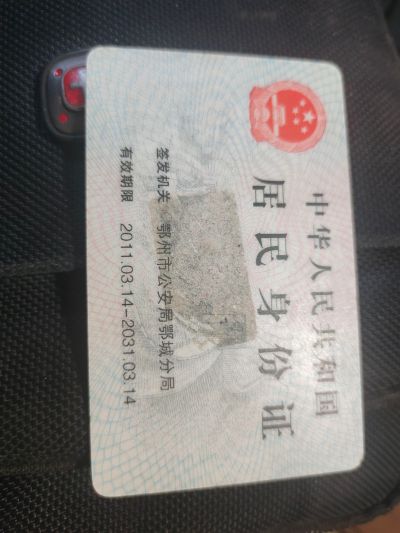 中华人民共和国
居民身份证
签发机关 鄂州市公安局鄂城分局
有效期限 2011.03.14-2031.03.14